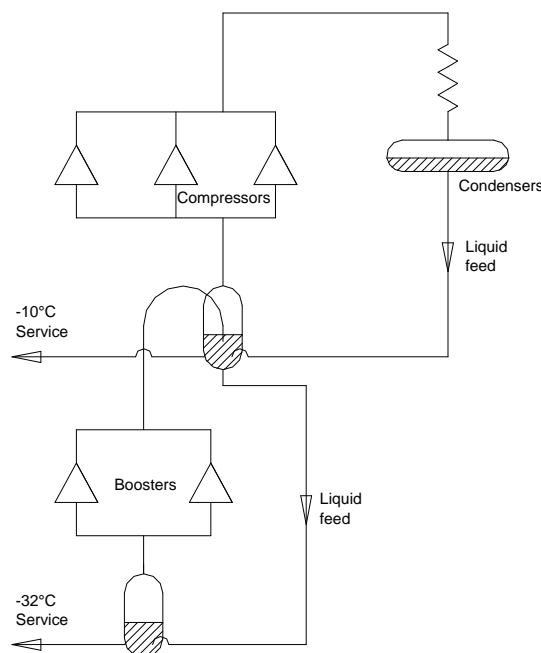 Compressors
Condensers
Liquid
feed
-10°C
Service
Boosters
Liquid
feed
-32°C
Service